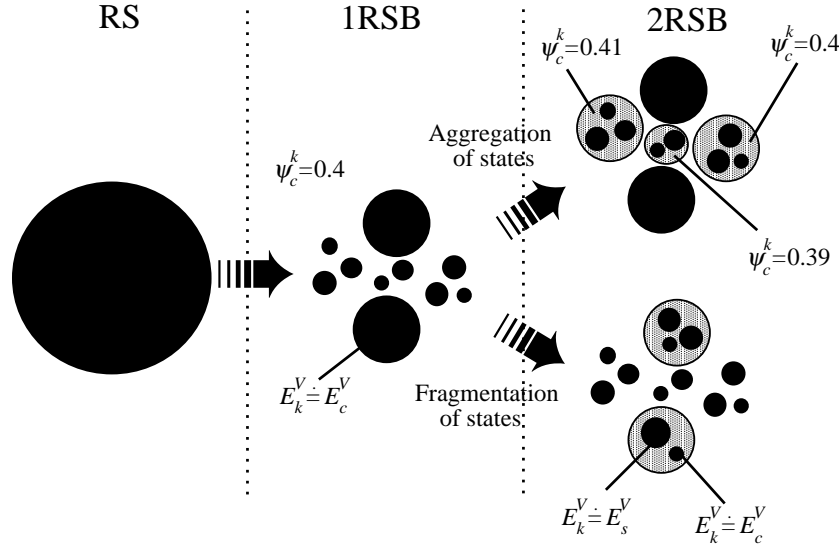 RS
1RSB
2RSB
ψ_c^k=0.41
ψ_c^k=0.4
Aggregation
of states
ψ_c^k=0.4
ψ_c^k=0.39
E_k^V ≐ E_c^V
Fragmentation
of states
E_k^V ≐ E_s^V
E_k^V ≐ E_c^V